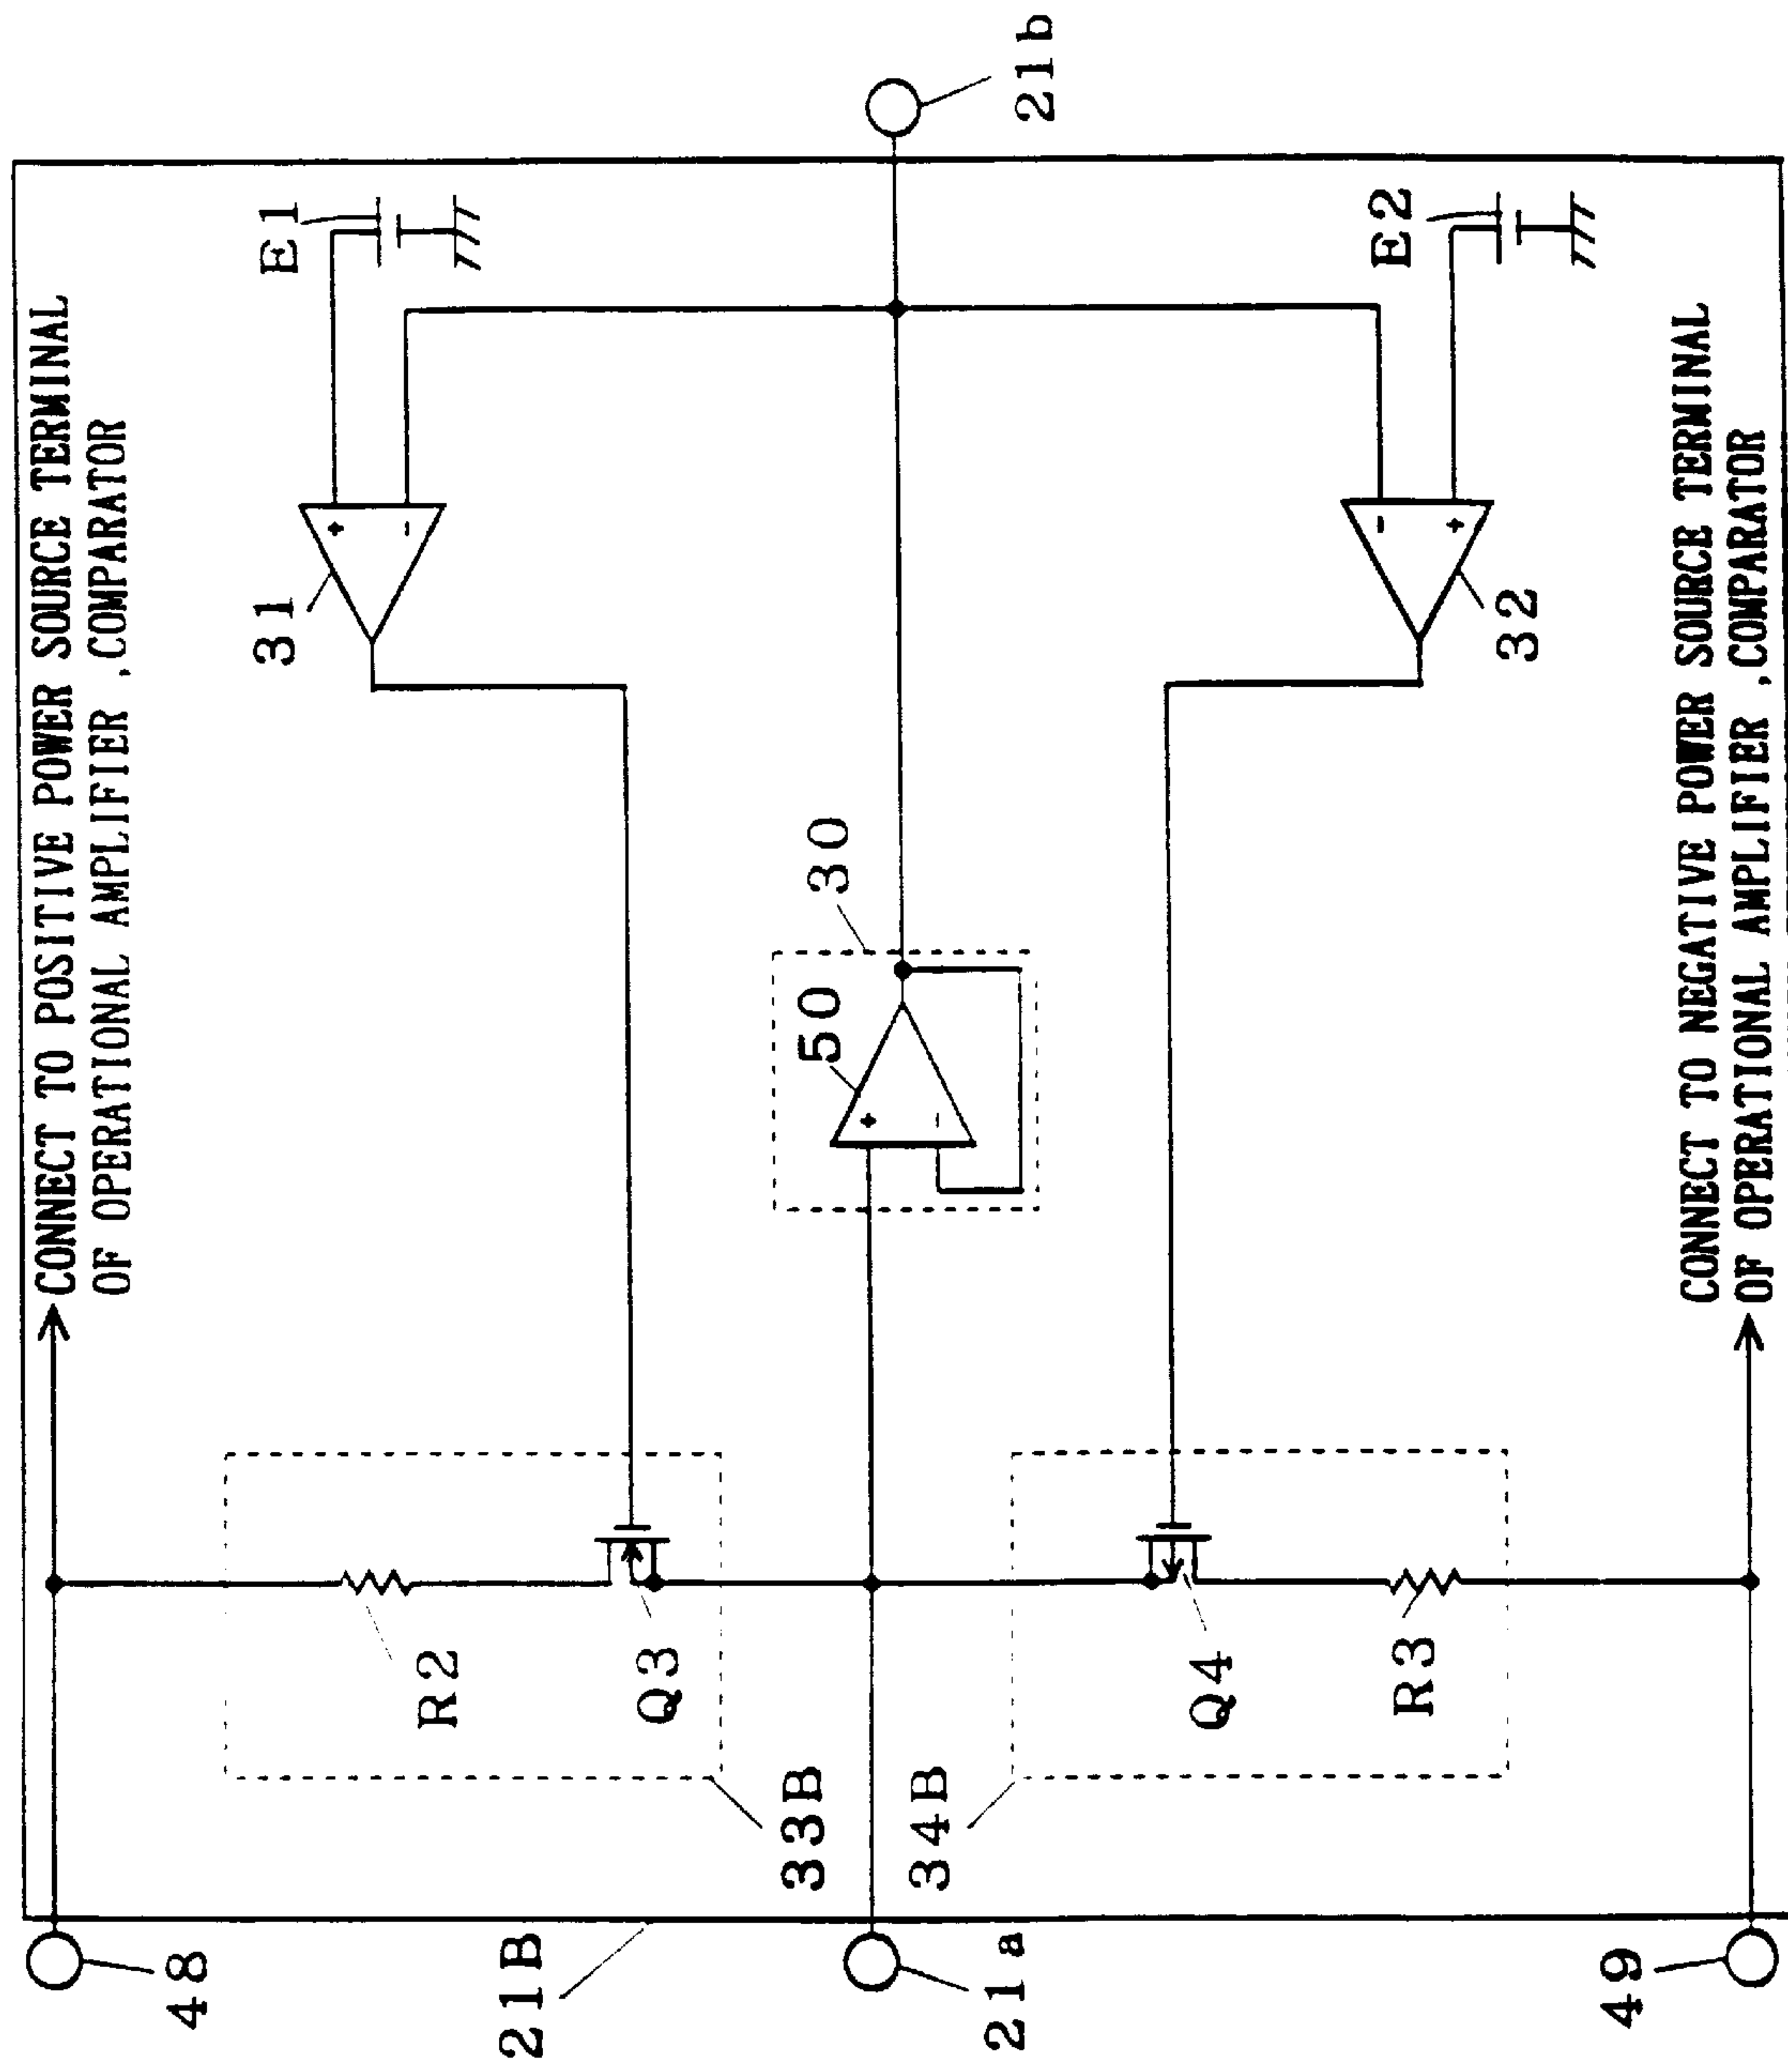 48
CONNECT TO POSITIVE POWER SOURCE TERMINAL
OF OPERATIONAL AMPLIFIER ,COMPARATOR
R2
E1
31
+
-
Q3
21B
33B
50
30
+
-
21a
21b
34B
Q4
-
+
32
E2
R3
49
CONNECT TO NEGATIVE POWER SOURCE TERMINAL
OF OPERATIONAL AMPLIFIER ,COMPARATOR